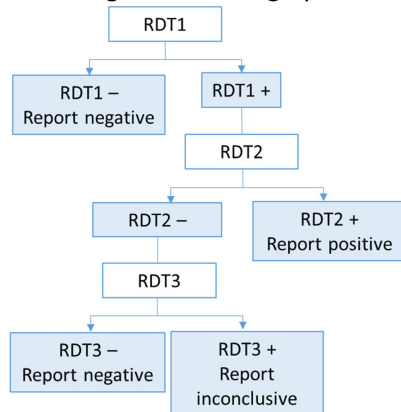 RDT1
RDT1 –
Report negative
RDT1 +
RDT2
RDT2 –
RDT2 +
Report positive
RDT3
RDT3 –
Report negative
RDT3 +
Report
inconclusive